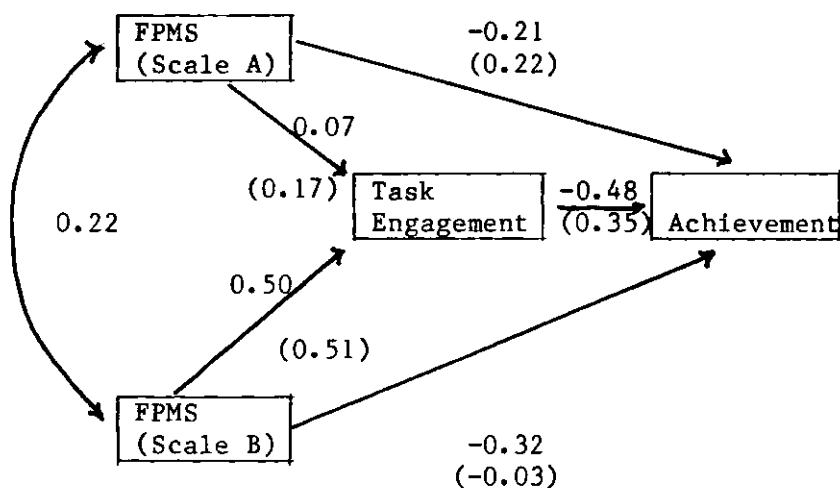 FPMS
(Scale A)
-0.21
(0.22)
0.07
(0.17)
Task
Engagement
-0.48
(0.35)
Achievement
0.22
0.50
(0.51)
FPMS
(Scale B)
-0.32
(-0.03)